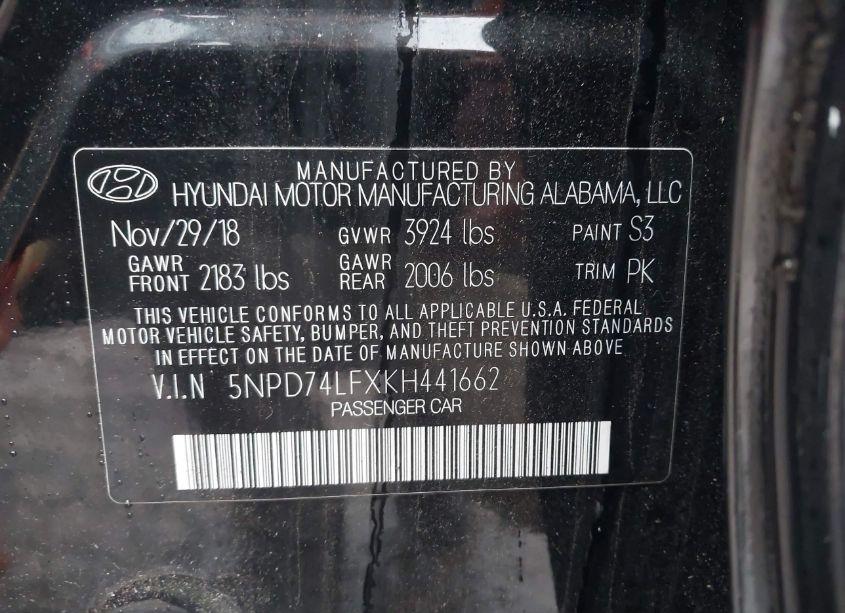 MANUFACTURED BY
HYUNDAI MOTOR MANUFACTURING ALABAMA, LLC
Nov/29/18 GVWR 3924 lbs PAINT S3
GAWR FRONT 2183 lbs GAWR REAR 2006 lbs TRIM PK
THIS VEHICLE CONFORMS TO ALL APPLICABLE U.S.A. FEDERAL
MOTOR VEHICLE SAFETY, BUMPER, AND THEFT PREVENTION STANDARDS
IN EFFECT ON THE DATE OF MANUFACTURE SHOWN ABOVE
V.I.N 5NPD74LFXKH441662
PASSENGER CAR